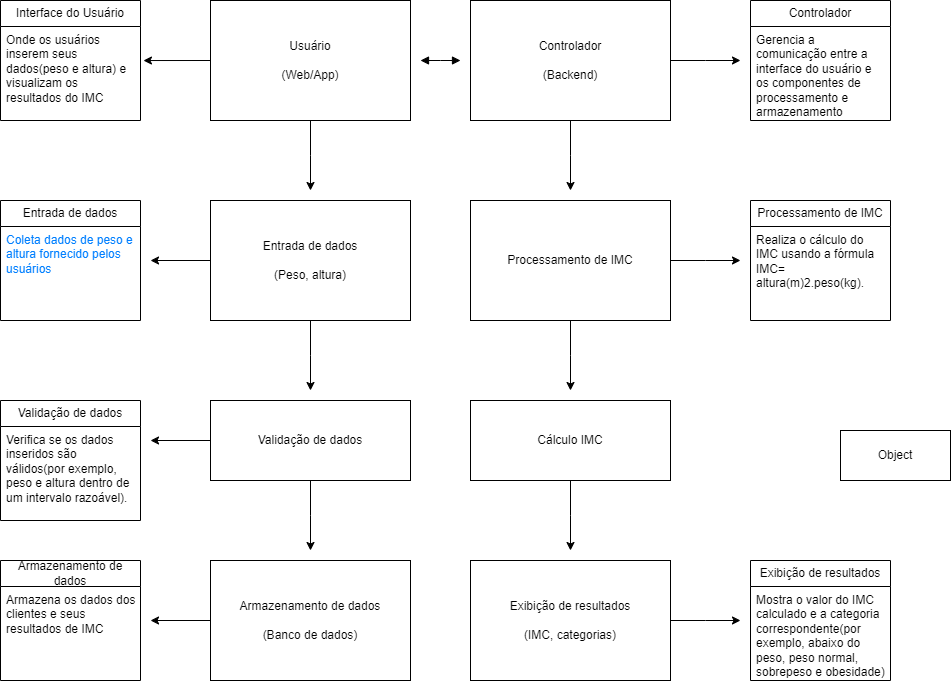 Interface do Usuário
Onde os usuários
inserem seus
dados(peso e altura) e
visualizam os
resultados do IMC
Usuário
(Web/App)
Controlador
(Backend)
Controlador
Gerencia a
comunicação entre a
interface do usuário e
os componentes de
processamento e
armazenamento
Entrada de dados
Coleta dados de peso e
altura fornecido pelos
usuários
Entrada de dados
(Peso, altura)
Processamento de IMC
Processamento de IMC
Realiza o cálculo do
IMC usando a fórmula
IMC=
altura(m)2.peso(kg).
Validação de dados
Verifica se os dados
inseridos são
válidos(por exemplo,
peso e altura dentro de
um intervalo razoável).
Validação de dados
Cálculo IMC
Object
Armazenamento de
dados
Armazena os dados dos
clientes e seus
resultados de IMC
Armazenamento de dados
(Banco de dados)
Exibição de resultados
(IMC, categorias)
Exibição de resultados
Mostra o valor do IMC
calculado e a categoria
correspondente(por
exemplo, abaixo do
peso, peso normal,
sobrepeso e obesidade)